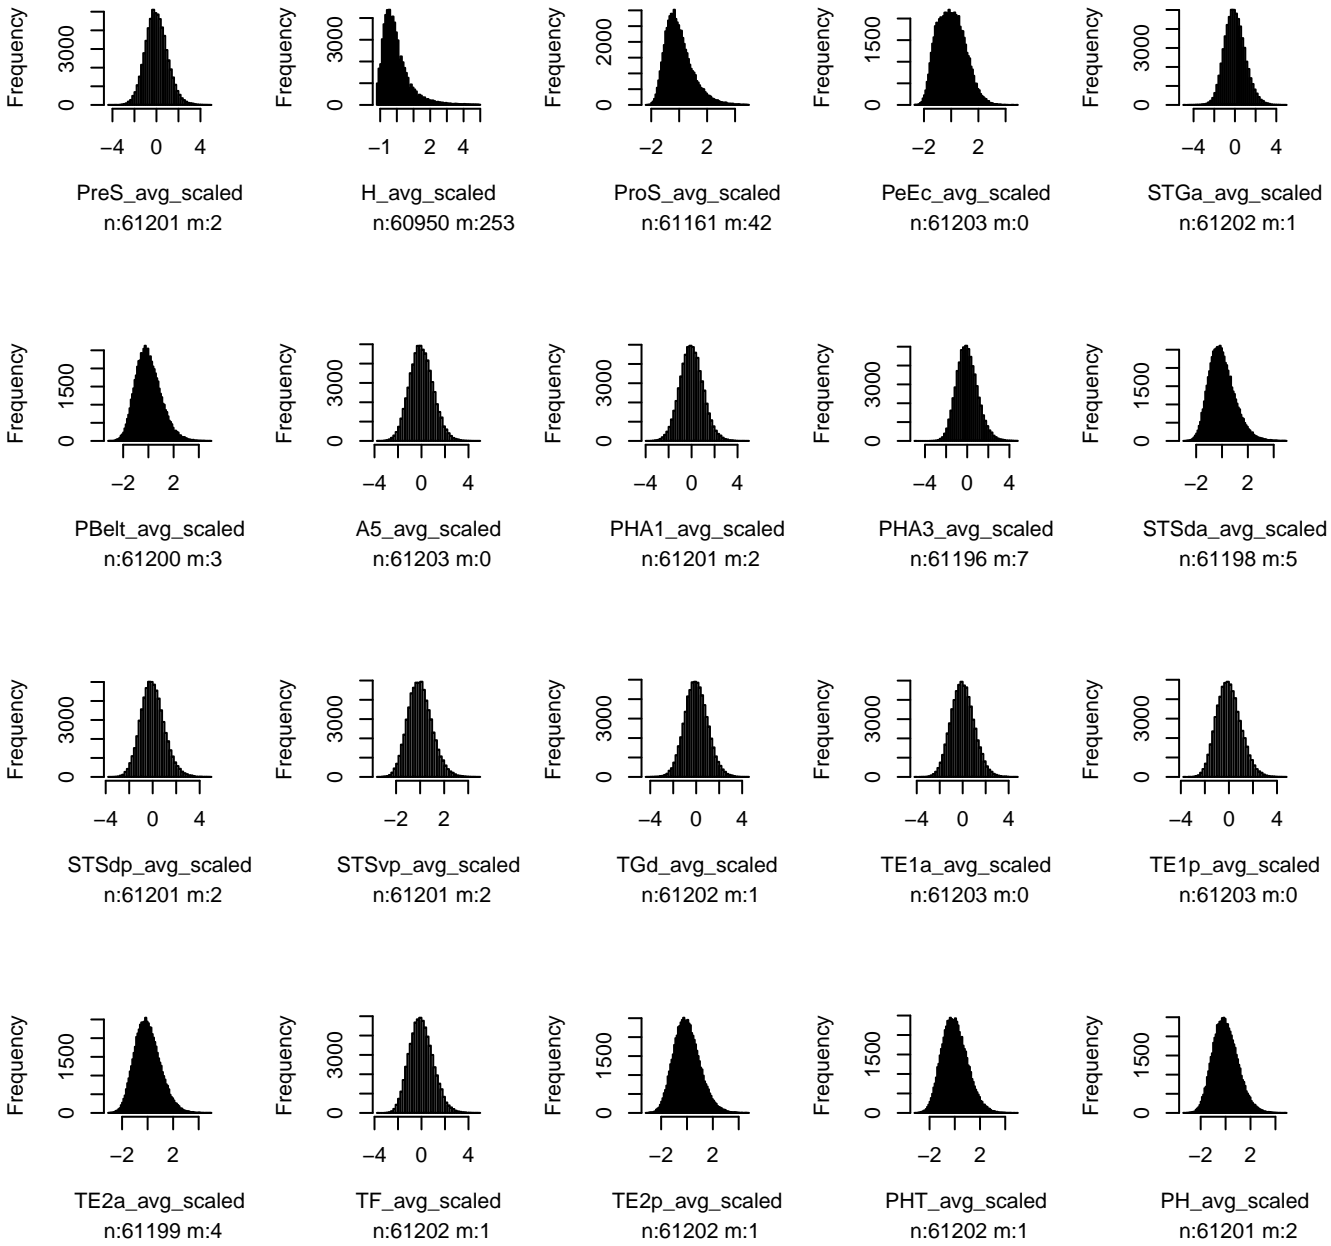 Frequency
3000
0
−4 0 4
PreS_avg_scaled
n:61201 m:2
Frequency
3000
0
−1 2 4
H_avg_scaled
n:60950 m:253
Frequency
2000
0
−2 2
ProS_avg_scaled
n:61161 m:42
Frequency
1500
0
−2 2
PeEc_avg_scaled
n:61203 m:0
Frequency
3000
0
−4 0 4
STGa_avg_scaled
n:61202 m:1
Frequency
1500
0
−2 2
PBelt_avg_scaled
n:61200 m:3
Frequency
3000
0
−4 0 4
A5_avg_scaled
n:61203 m:0
Frequency
3000
0
−4 0 4
PHA1_avg_scaled
n:61201 m:2
Frequency
3000
0
−4 0 4
PHA3_avg_scaled
n:61196 m:7
Frequency
1500
0
−2 2
STSda_avg_scaled
n:61198 m:5
Frequency
3000
0
−4 0 4
STSdp_avg_scaled
n:61201 m:2
Frequency
3000
0
−2 2
STSvp_avg_scaled
n:61201 m:2
Frequency
3000
0
−4 0 4
TGd_avg_scaled
n:61202 m:1
Frequency
3000
0
−4 0 4
TE1a_avg_scaled
n:61203 m:0
Frequency
3000
0
−4 0 4
TE1p_avg_scaled
n:61203 m:0
Frequency
1500
0
−2 2
TE2a_avg_scaled
n:61199 m:4
Frequency
3000
0
−4 0 4
TF_avg_scaled
n:61202 m:1
Frequency
1500
0
−2 2
TE2p_avg_scaled
n:61202 m:1
Frequency
1500
0
−2 2
PHT_avg_scaled
n:61202 m:1
Frequency
1500
0
−2 2
PH_avg_scaled
n:61201 m:2